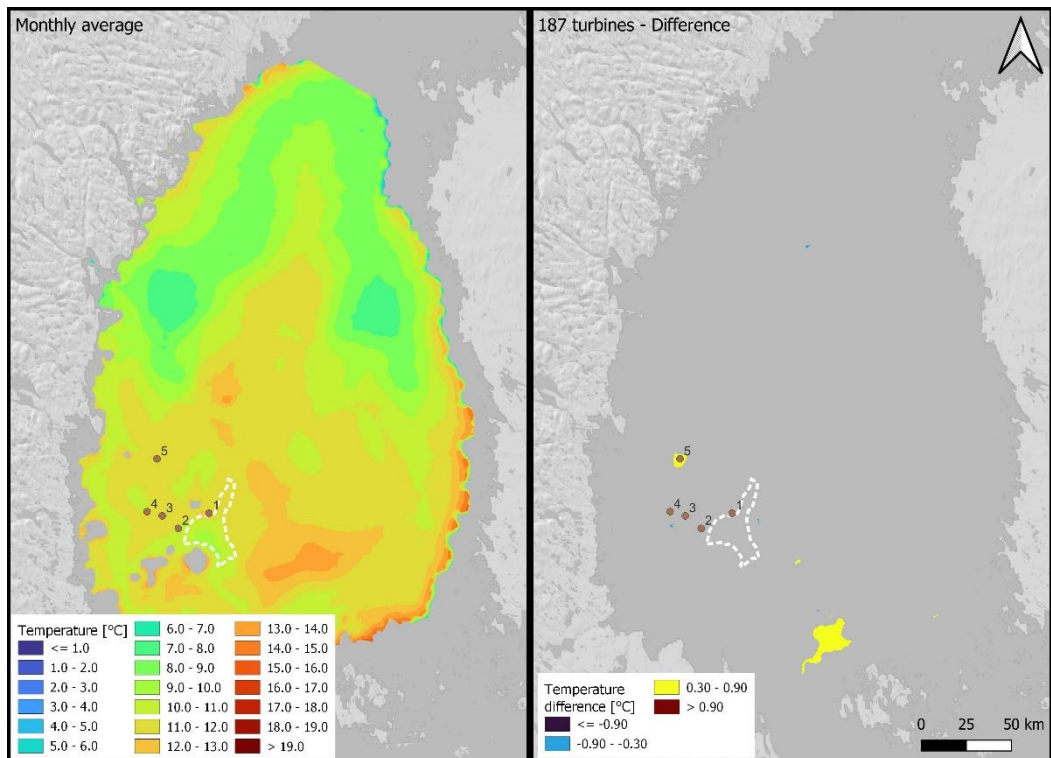 Monthly average
5
4
3
2
1
Temperature [°C]
<= 1.0
1.0 - 2.0
2.0 - 3.0
3.0 - 4.0
4.0 - 5.0
5.0 - 6.0
6.0 - 7.0
7.0 - 8.0
8.0 - 9.0
9.0 - 10.0
10.0 - 11.0
11.0 - 12.0
12.0 - 13.0
13.0 - 14.0
14.0 - 15.0
15.0 - 16.0
16.0 - 17.0
17.0 - 18.0
18.0 - 19.0
> 19.0
187 turbines - Difference
5
4
3
2
1
Temperature
difference [°C]
<= -0.90
-0.90 - -0.30
0.30 - 0.90
> 0.90
0 25 50 km